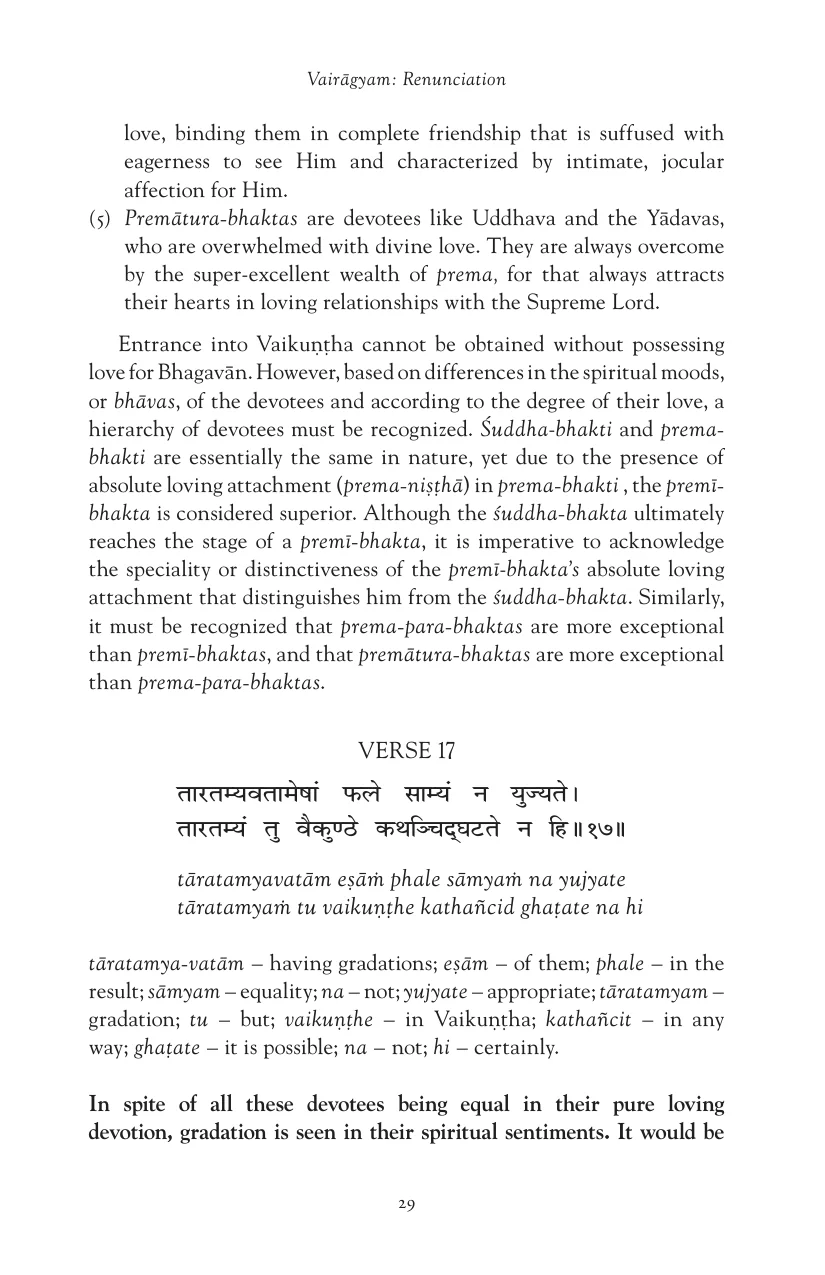 Vairāgyam: Renunciation
love, binding them in complete friendship that is suffused with
eagerness to see Him and characterized by intimate, jocular
affection for Him.
(5) Premātura-bhaktas are devotees like Uddhava and the Yādavas,
who are overwhelmed with divine love. They are always overcome
by the super-excellent wealth of prema, for that always attracts
their hearts in loving relationships with the Supreme Lord.
Entrance into Vaikuṇṭha cannot be obtained without possessing
love for Bhagavān. However, based on differences in the spiritual moods,
or bhāvas, of the devotees and according to the degree of their love, a
hierarchy of devotees must be recognized. Śuddha-bhakti and prema-
bhakti are essentially the same in nature, yet due to the presence of
absolute loving attachment (prema-niṣṭhā) in prema-bhakti , the premī-
bhakta is considered superior. Although the śuddha-bhakta ultimately
reaches the stage of a premī-bhakta, it is imperative to acknowledge
the speciality or distinctiveness of the premī-bhakta's absolute loving
attachment that distinguishes him from the śuddha-bhakta. Similarly,
it must be recognized that prema-para-bhaktas are more exceptional
than premī-bhaktas, and that premātura-bhaktas are more exceptional
than prema-para-bhaktas.
VERSE 17
तारतम्यवतामेषां फले साम्यं न युज्यते।
तारतम्यं तु वैकुण्ठे कथञ्चिद्घटते न हि॥१७॥
tāratamyavatām eṣāṁ phale sāmyaṁ na yujyate
tāratamyaṁ tu vaikuṇṭhe kathañcid ghaṭate na hi
tāratamya-vatām – having gradations; eṣām – of them; phale – in the
result; sāmyam – equality; na – not; yujyate – appropriate; tāratamyam –
gradation; tu – but; vaikuṇṭhe – in Vaikuṇṭha; kathañcit – in any
way; ghaṭate – it is possible; na – not; hi – certainly.
In spite of all these devotees being equal in their pure loving
devotion, gradation is seen in their spiritual sentiments. It would be
29